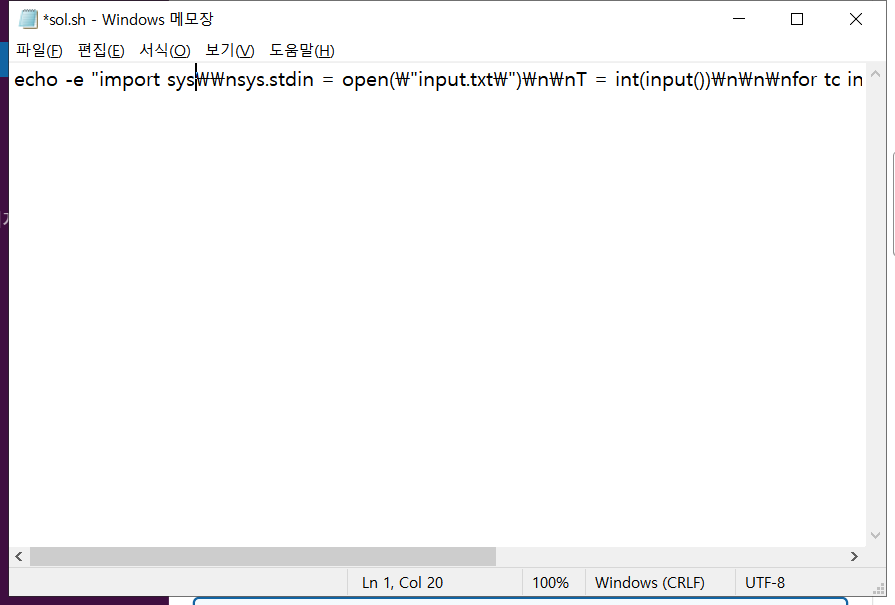 *sol.sh - Windows 메모장
파일(F) 편집(E) 서식(O) 보기(V) 도움말(H)
echo -e "import sys₩₩nsys.stdin = open(₩"input.txt₩")₩n₩nT = int(input())₩n₩n₩nfor tc in
Ln 1, Col 20 100% Windows (CRLF) UTF-8